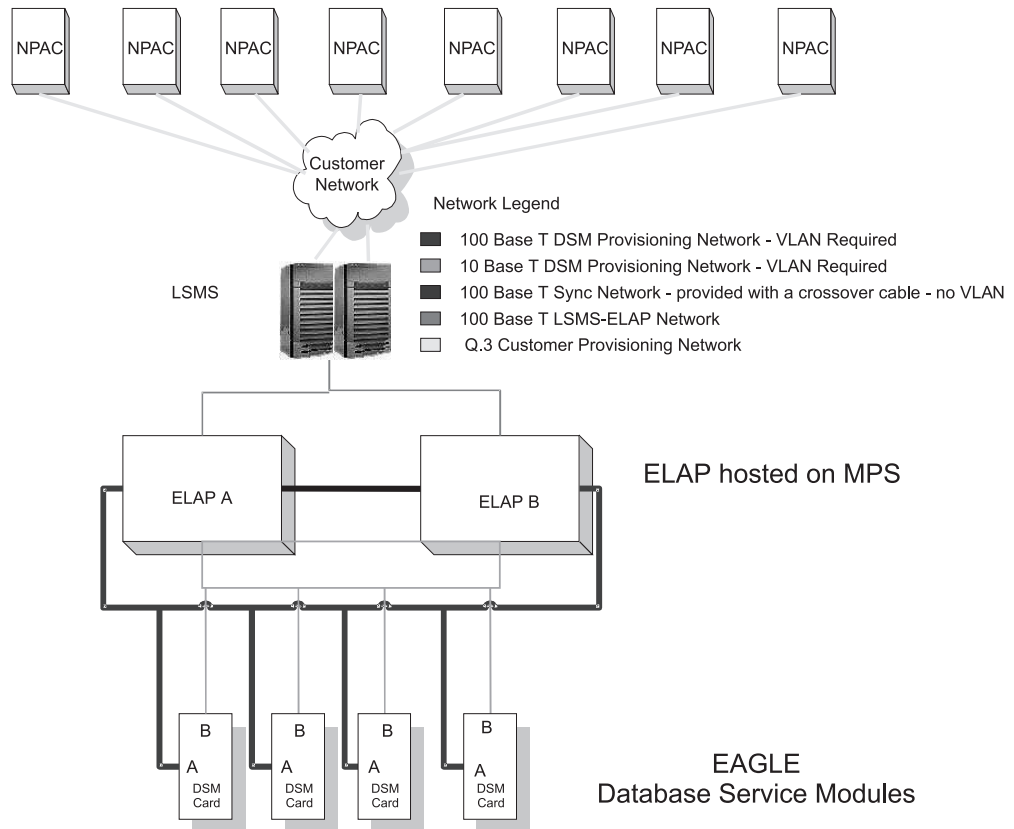 NPAC NPAC NPAC NPAC NPAC NPAC NPAC NPAC
Customer
Network
Network Legend
100 Base T DSM Provisioning Network - VLAN Required
10 Base T DSM Provisioning Network - VLAN Required
100 Base T Sync Network - provided with a crossover cable - no VLAN
100 Base T LSMS-ELAP Network
Q.3 Customer Provisioning Network
LSMS
ELAP A
ELAP B
ELAP hosted on MPS
B
A
DSM
Card
B
A
DSM
Card
B
A
DSM
Card
B
A
DSM
Card
EAGLE
Database Service Modules